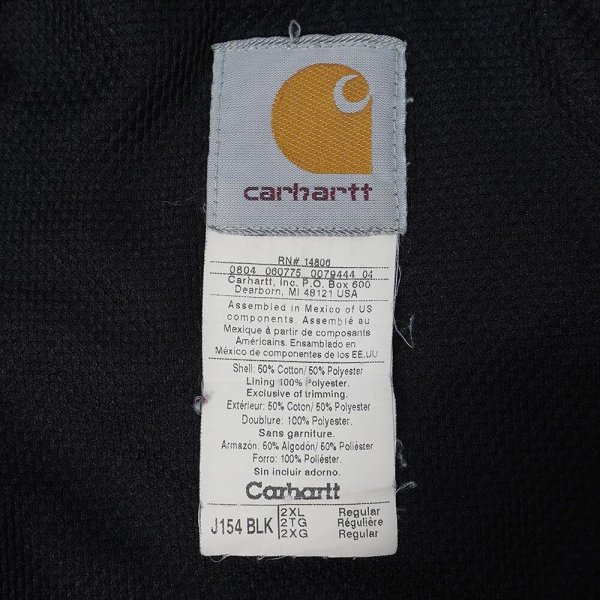 carhartt
RN# 14806
0804 060775 0079444 04
Carhartt, Inc. P.O. Box 600
Dearborn, MI 48121 USA
Assembled in Mexico of US
components. Assemblé au
Mexique à partir de composants
Américains. Ensamblado en
México de componentes de los EE.UU
Shell: 50% Cotton/ 50% Polyester
Lining 100% Polyester.
Exclusive of trimming.
Extérieur: 50% Coton/ 50% Polyester
Doublure: 100% Polyester.
Sans garniture.
Armazón: 50% Algodón/ 50% Poliéster
Forro: 100% Poliéster.
Sin incluir adorno.
Carhartt
J154 BLK 2XL Regular
2TG Régulière
2XG Regular